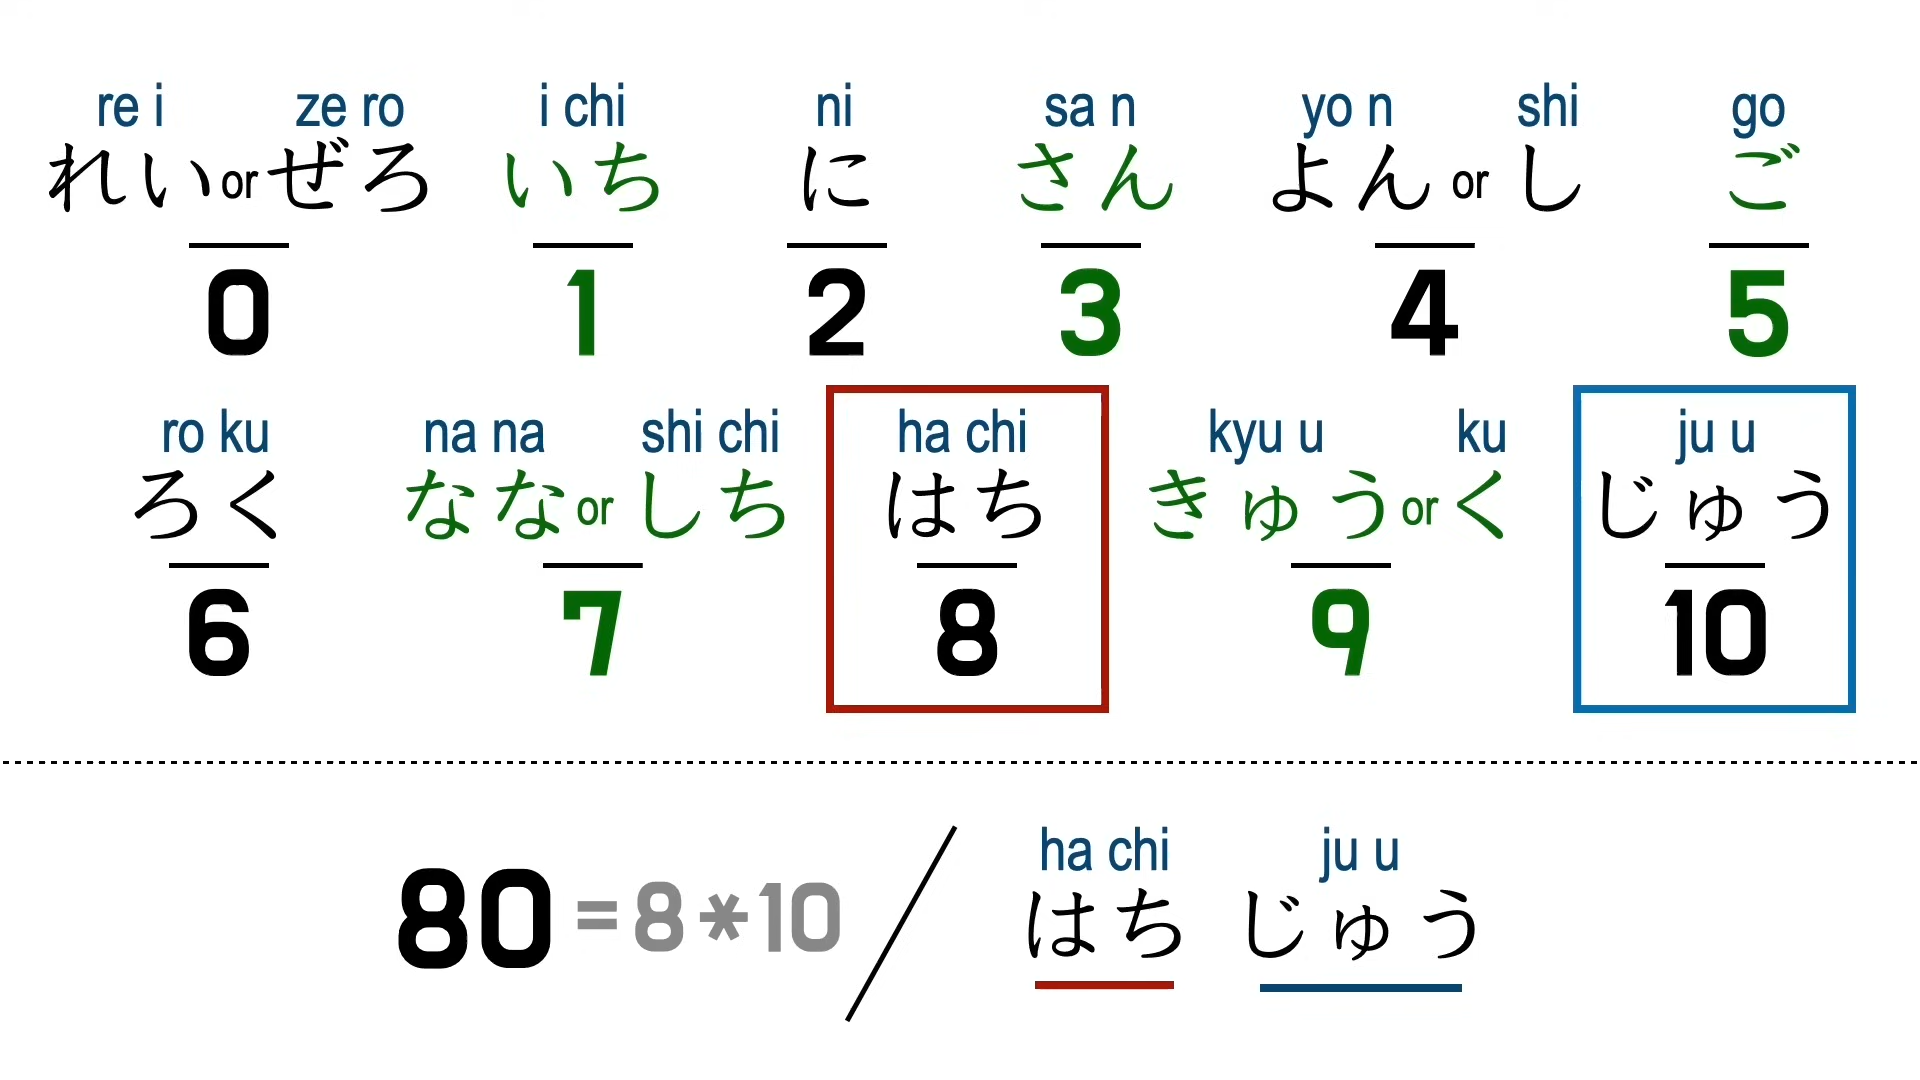 re i ze ro i chi ni sa n yo n shi go
れい or ぜろ いち に さん よん or し ご
0 1 2 3 4 5
ro ku na na shi chi ha chi kyu u ku ju u
ろく なな or しち はち きゅう or く じゅう
6 7 8 9 10
ha chi ju u
80 = 8 * 10 / はち じゅう